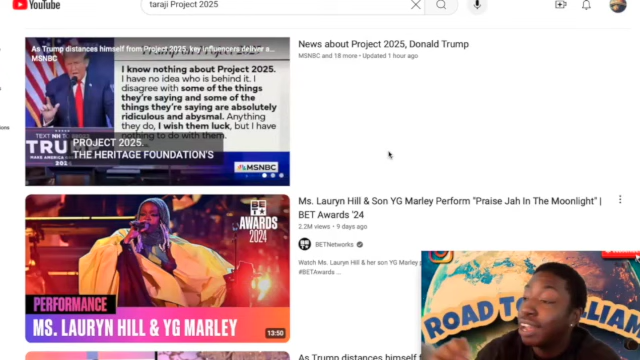 YouTube
taraji Project 2025
As Trump distances himself from Project 2025, key influencers deliver a...
MSNBC
I know nothing about Project 2025.
I have no idea who is behind it. I
disagree with some of the things
they're saying and some of the
things they're saying are absolutely
ridiculous and abysmal. Anything
they do, I wish them luck, but I have
nothing to do with them.
PROJECT 2025.
THE HERITAGE FOUNDATION'S
MSNBC
News about Project 2025, Donald Trump
MSNBC and 18 more • Updated 1 hour ago
BET
AWARDS
2024
PERFORMANCE
MS. LAURYN HILL & YG MARLEY
13:50
Ms. Lauryn Hill & Son YG Marley Perform "Praise Jah In The Moonlight" |
BET Awards '24
2.2M views • 9 days ago
BETNetworks
Watch Ms. Lauryn Hill & her son YG Marley
#BETAwards ...
ROAD TO
As Trump distances himself